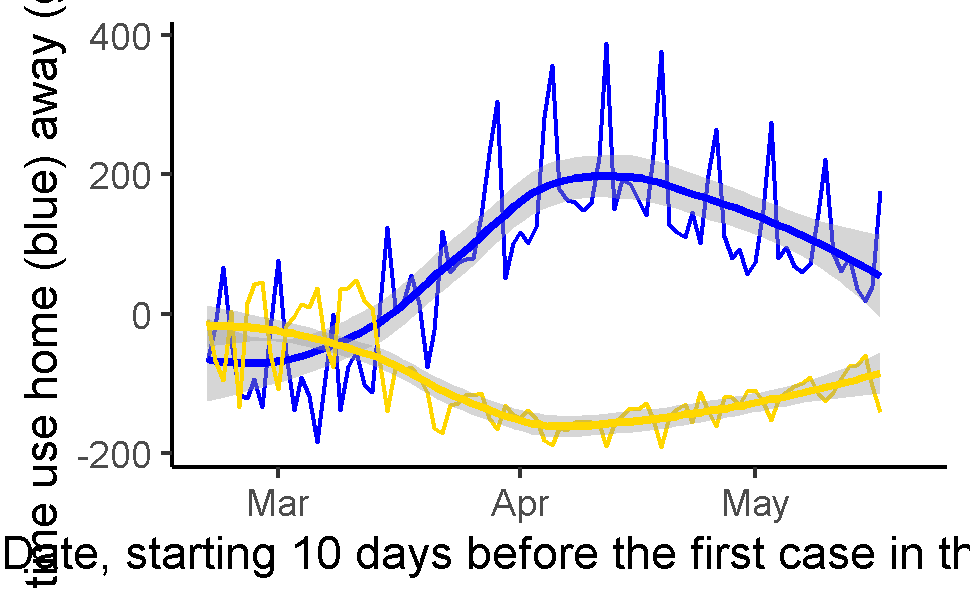 time use home (blue) away (
400
200
0
-200
Mar Apr May
Date, starting 10 days before the first case in th